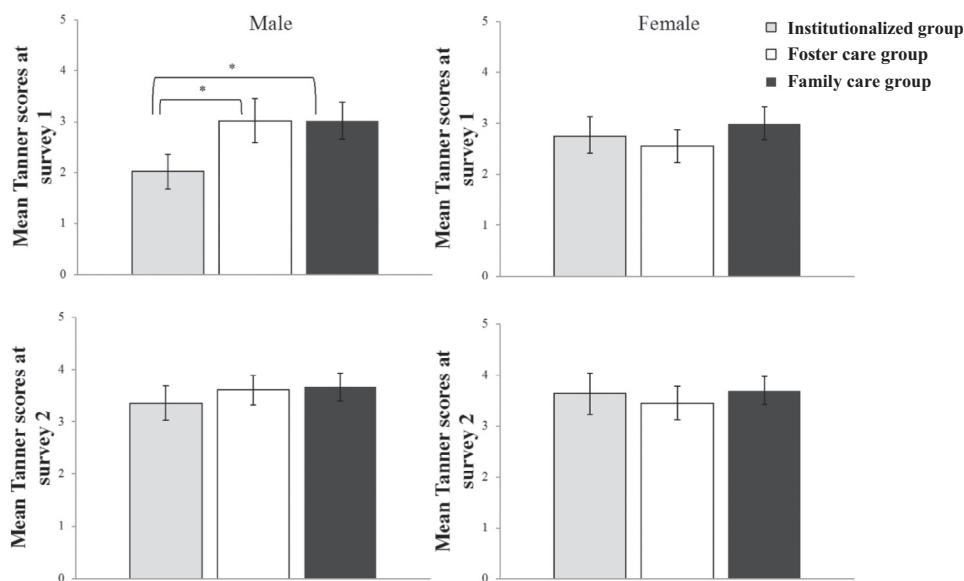 Male
Female
Institutionalized group
Foster care group
Family care group
Mean Tanner scores at
survey 1
5
4
3
2
1
0
*
*
Mean Tanner scores at
survey 1
5
4
3
2
1
0
Mean Tanner scores at
survey 2
5
4
3
2
1
0
Mean Tanner scores at
survey 2
5
4
3
2
1
0